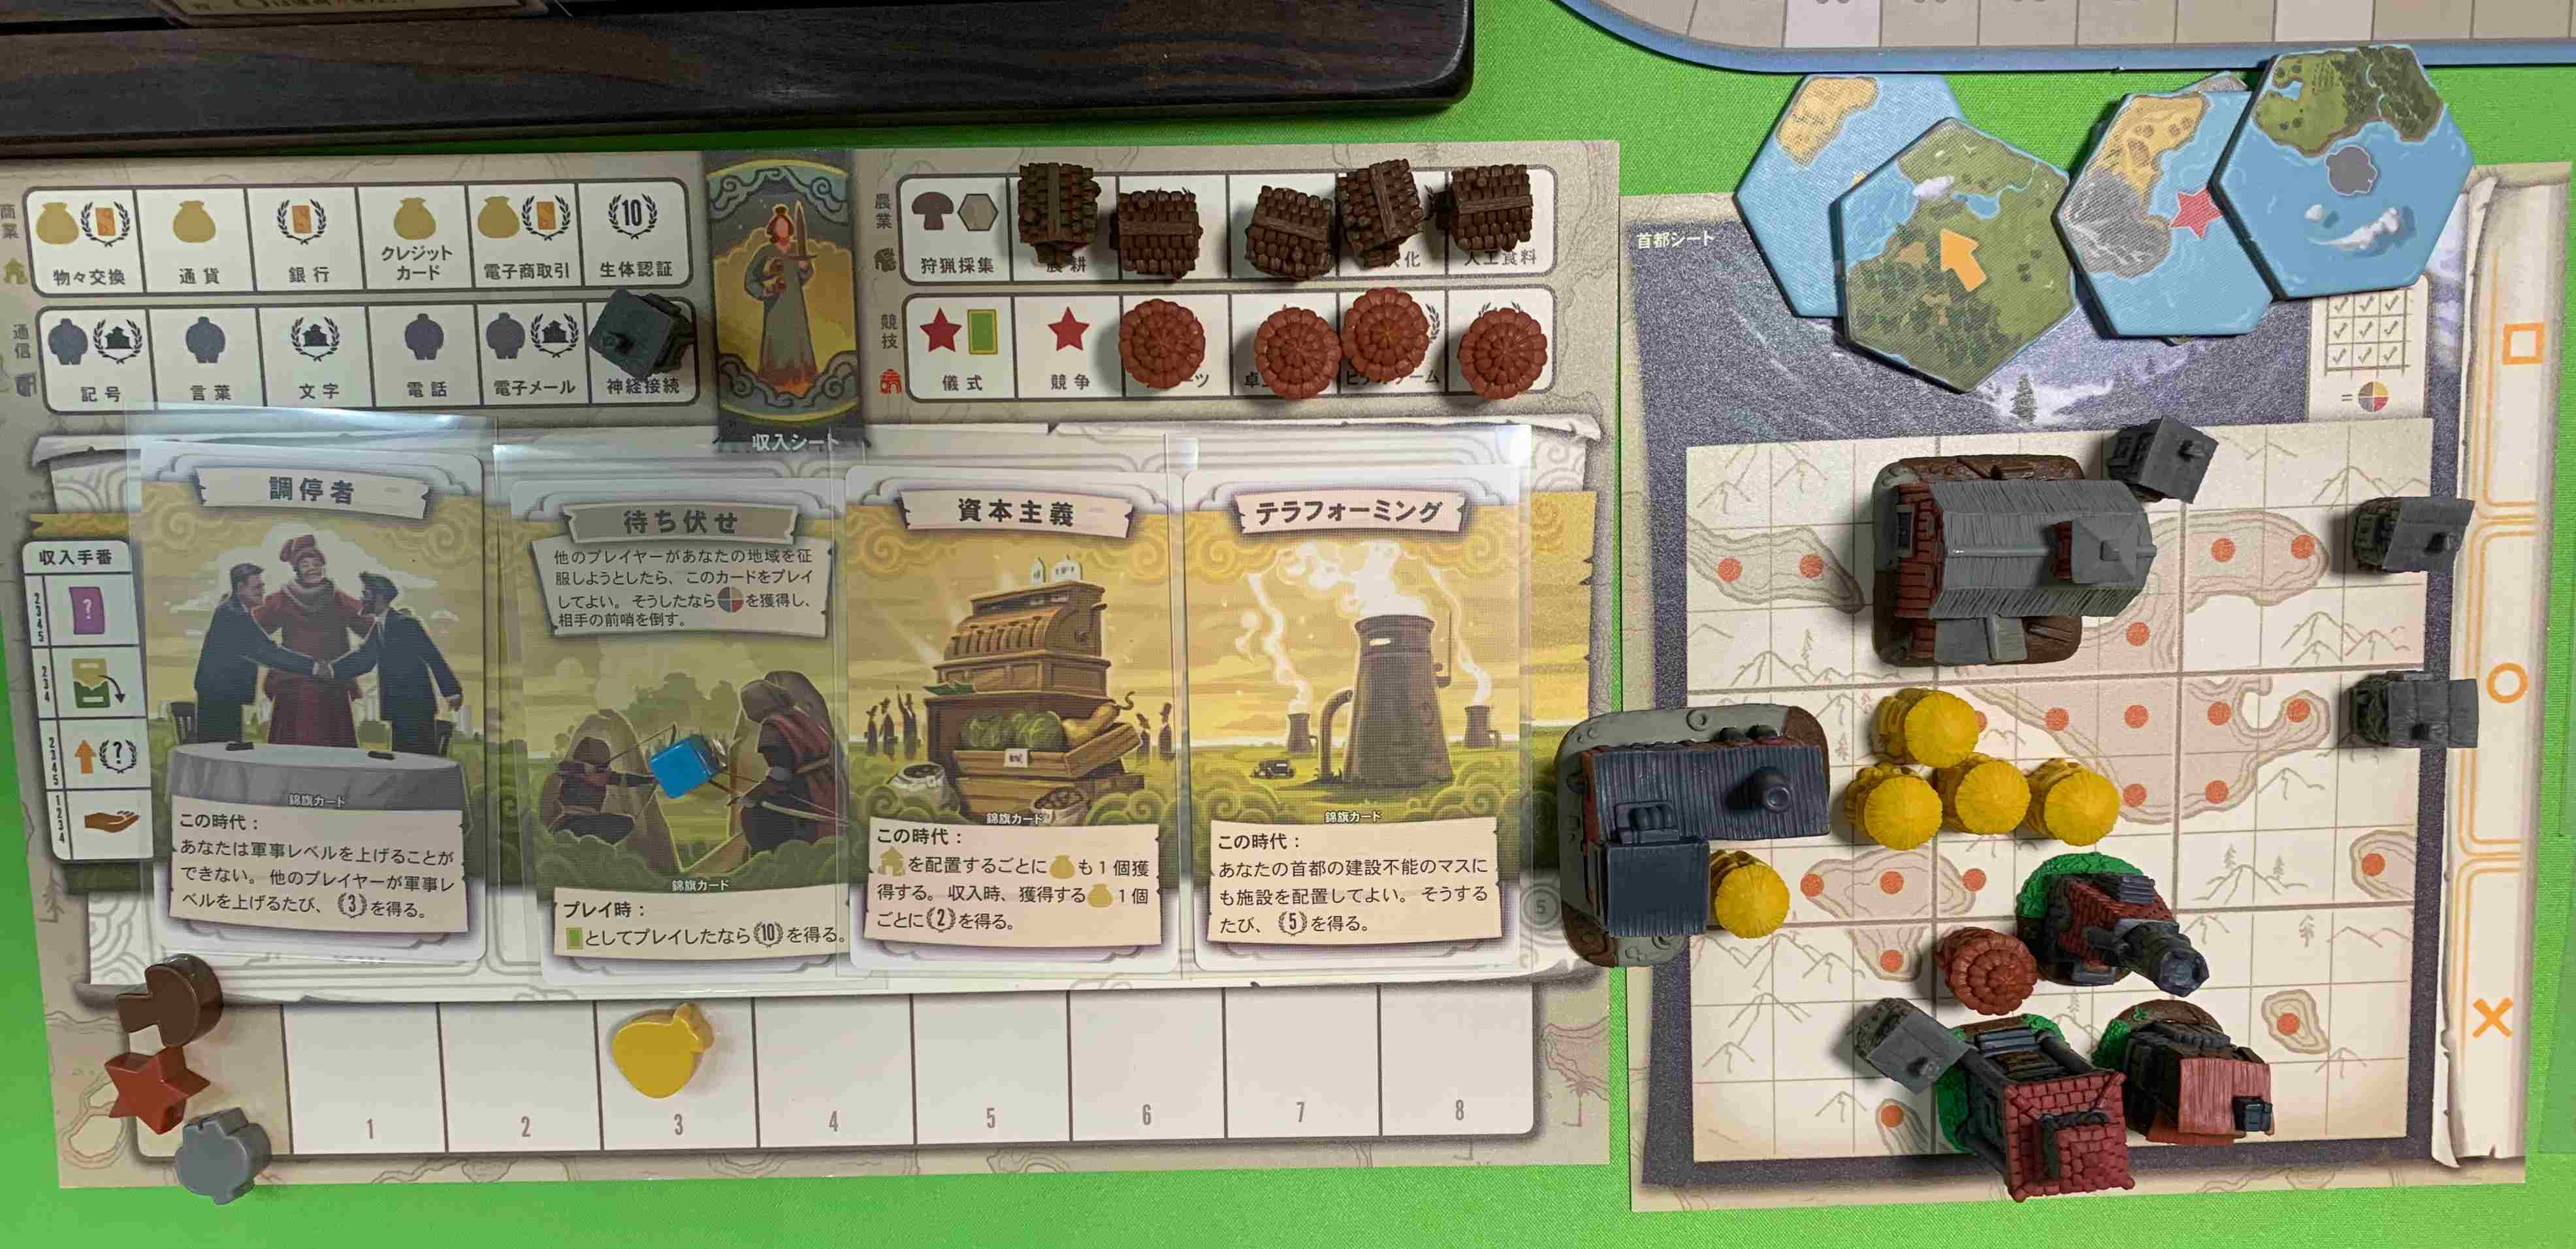 商業
物々交換
通貨
銀行
クレジット
カード
電子商取引
10
生体認証
通信
記号
言葉
文字
電話
電子メール
神経接続
収入シート
農業
狩猟採集
人工食料
競技
儀式
競争
首都シート
収入手番
2345
?
234
2345
?
1234
調停者
錦旗カード
この時代：
あなたは軍事レベルを上げることが
できない。他のプレイヤーが軍事レ
ベルを上げるたび、3を得る。
待ち伏せ
他のプレイヤーがあなたの地域を征
服しようとしたら、このカードをプレイ
してよい。そうしたならを獲得し、
相手の前哨を倒す。
錦旗カード
プレイ時：
としてプレイしたなら10を得る。
資本主義
錦旗カード
この時代：
を配置するごとにも1個獲
得する。収入時、獲得する1個
ごとに2を得る。
テラフォーミング
錦旗カード
この時代：
あなたの首都の建設不能のマスに
も施設を配置してよい。そうする
たび、5を得る。
5
1
2
3
4
5
6
7
8